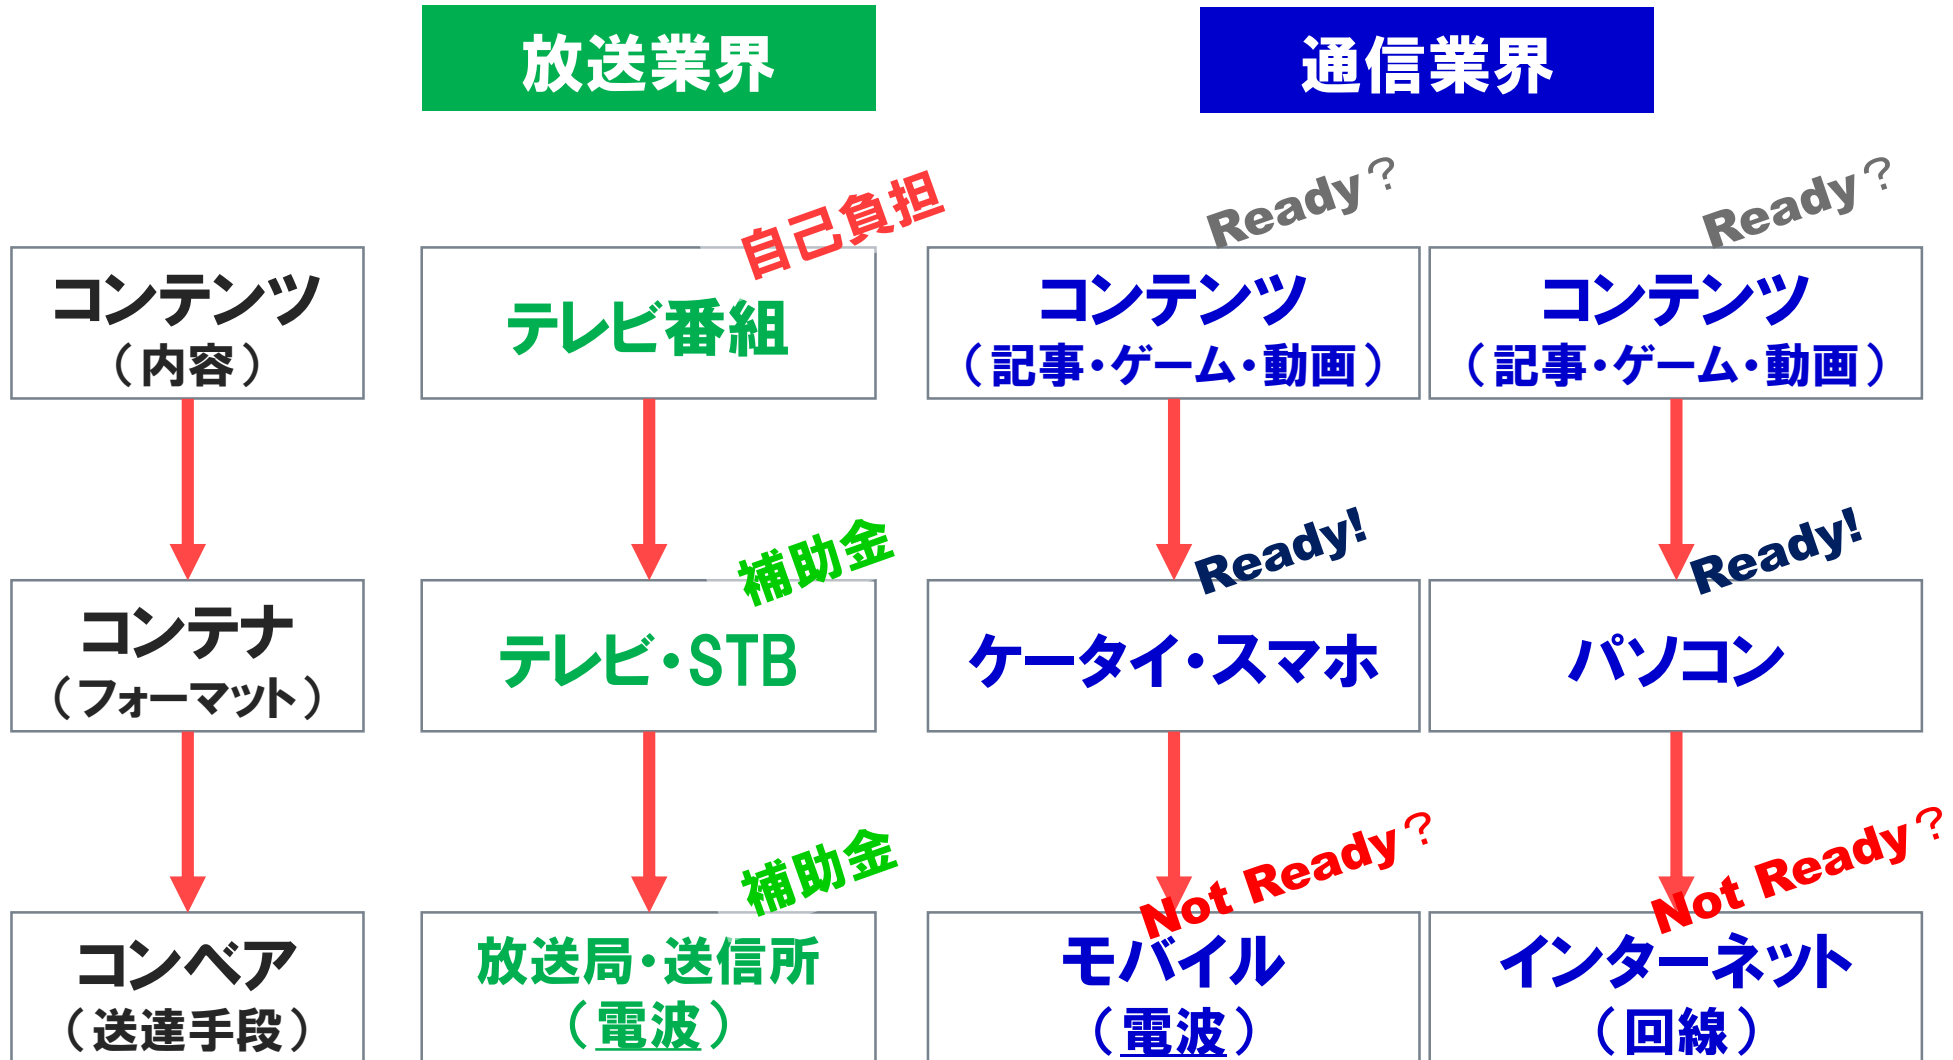 放送業界
通信業界
自己負担
Ready？
Ready？
コンテンツ
（内容）
テレビ番組
コンテンツ
（記事・ゲーム・動画）
コンテンツ
（記事・ゲーム・動画）
補助金
Ready!
Ready!
コンテナ
（フォーマット）
テレビ・STB
ケータイ・スマホ
パソコン
補助金
Not Ready？
Not Ready？
コンベア
（送達手段）
放送局・送信所
（電波）
モバイル
（電波）
インターネット
（回線）